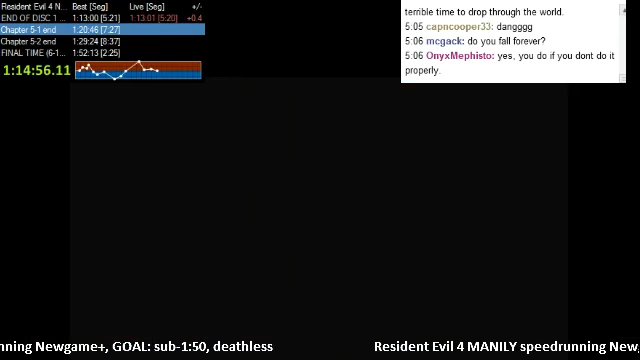 Resident Evil 4 N... Best [Seg] Live [Seg] +/-
END OF DISC 1 1:13:00 [5:21] 1:13:01 [5:20] +0.4
Chapter 5-1 end 1:20:46 [7:27]
Chapter 5-2 end 1:29:24 [8:37]
FINAL TIME (6-1... 1:52:13 [2:25]
1:14:56.11
terrible time to drop through the world.
5:05 capncooper33: dangggg
5:06 mcgack: do you fall forever?
5:06 OnyxMephisto: yes, you do if you dont do it
properly.
nning Newgame+, GOAL: sub-1:50, deathless Resident Evil 4 MANILY speedrunning New